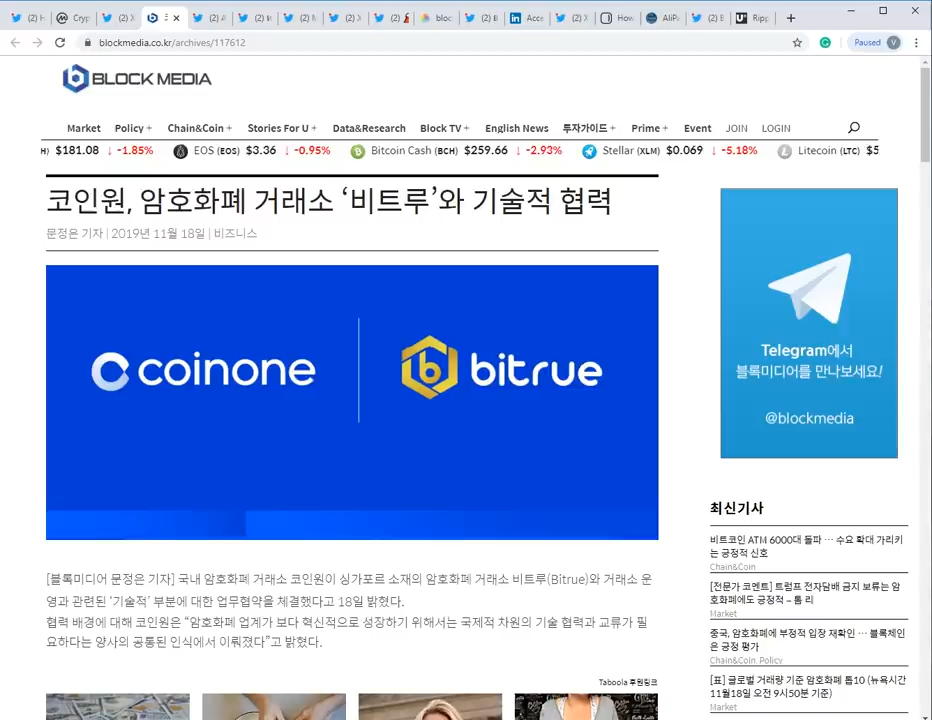 (2) H
Cryp
(2) X
(2) A
(2) M
(2) X
(2)
bloc
(2) E
Acce
(2) X
How
AliPa
(2) B
Ripp
blockmedia.co.kr/archives/117612
Paused
V
BLOCK MEDIA
Market Policy + Chain&Coin + Stories For U + Data&Research Block TV + English News 투자가이드 + Prime + Event JOIN LOGIN
H) $181.08 ↓ -1.85% EOS (EOS) $3.36 ↓ -0.95% Bitcoin Cash (BCH) $259.66 ↓ -2.93% Stellar (XLM) $0.069 ↓ -5.18% Litecoin (LTC) $5
코인원, 암호화폐 거래소 ‘비트루’와 기술적 협력
문정은 기자 | 2019년 11월 18일 | 비즈니스
coinone
bitrue
Telegram에서
블록미디어를 만나보세요!
@blockmedia
[블록미디어 문정은 기자] 국내 암호화폐 거래소 코인원이 싱가포르 소재의 암호화폐 거래소 비트루(Bitrue)와 거래소 운
영과 관련된 ‘기술적’ 부분에 대한 업무협약을 체결했다고 18일 밝혔다.
협력 배경에 대해 코인원은 “암호화폐 업계가 보다 혁신적으로 성장하기 위해서는 국제적 차원의 기술 협력과 교류가 필
요하다는 양사의 공통된 인식에서 이뤄졌다”고 밝혔다.
Taboola 후원링크
최신기사
비트코인 ATM 6000대 돌파 … 수요 확대 가리키
는 긍정적 신호
Chain&Coin
[전문가 코멘트] 트럼프 전자담배 금지 보류는 암
호화폐에도 긍정적 – 톰 리
Market
중국, 암호화폐에 부정적 입장 재확인 … 블록체인
은 긍정 평가
Chain&Coin, Policy
[표] 글로벌 거래량 기준 암호화폐 톱10 (뉴욕시간
11월18일 오전 9시50분 기준)
Market